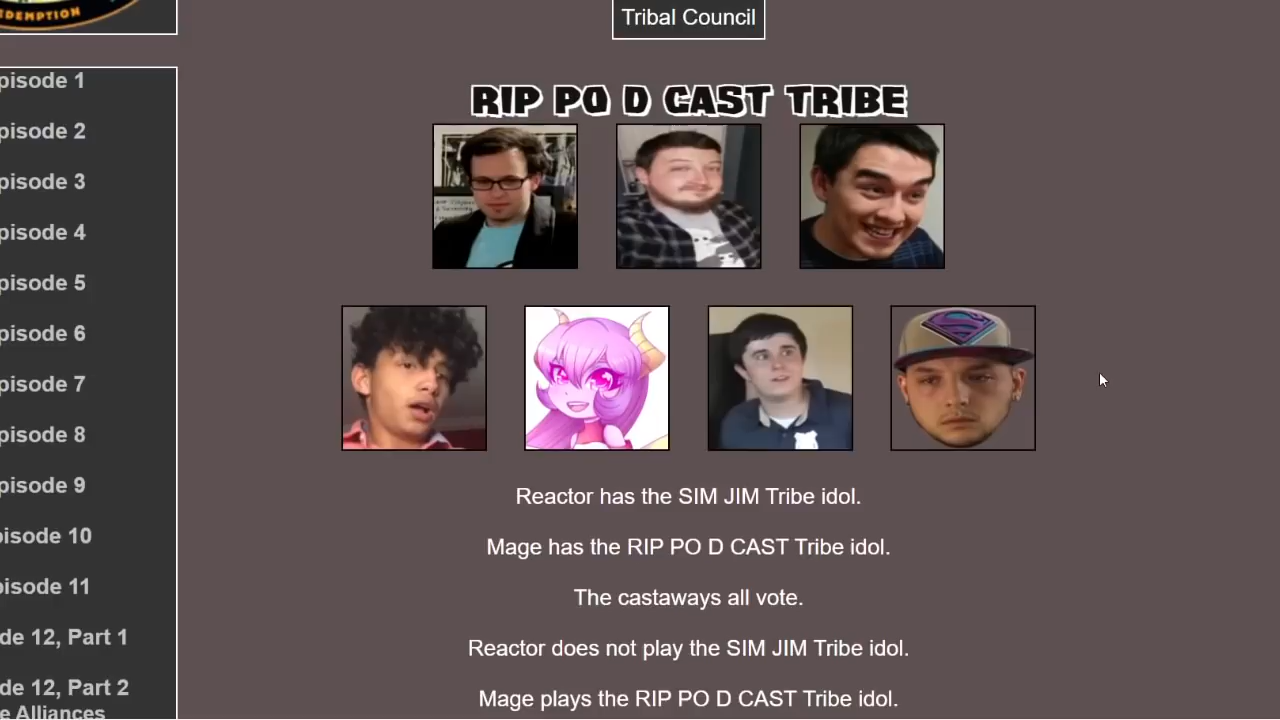 EDEMPTION
Tribal Council
pisode 1
pisode 2
pisode 3
pisode 4
pisode 5
pisode 6
pisode 7
pisode 8
pisode 9
pisode 10
pisode 11
de 12, Part 1
de 12, Part 2
e Alliances
RIP PO D CAST TRIBE
Reactor has the SIM JIM Tribe idol.
Mage has the RIP PO D CAST Tribe idol.
The castaways all vote.
Reactor does not play the SIM JIM Tribe idol.
Mage plays the RIP PO D CAST Tribe idol.